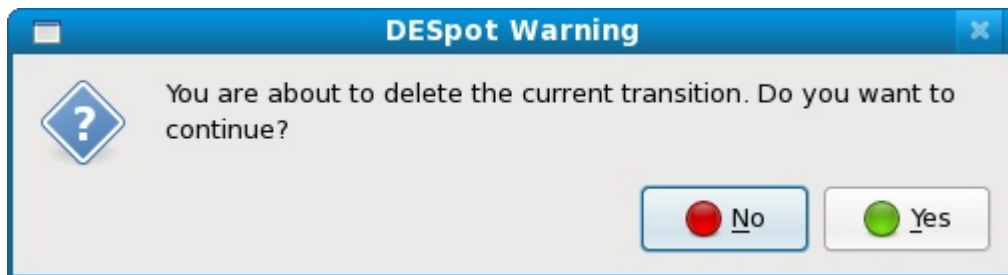 DESpot Warning
You are about to delete the current transition. Do you want to
continue?
No
Yes